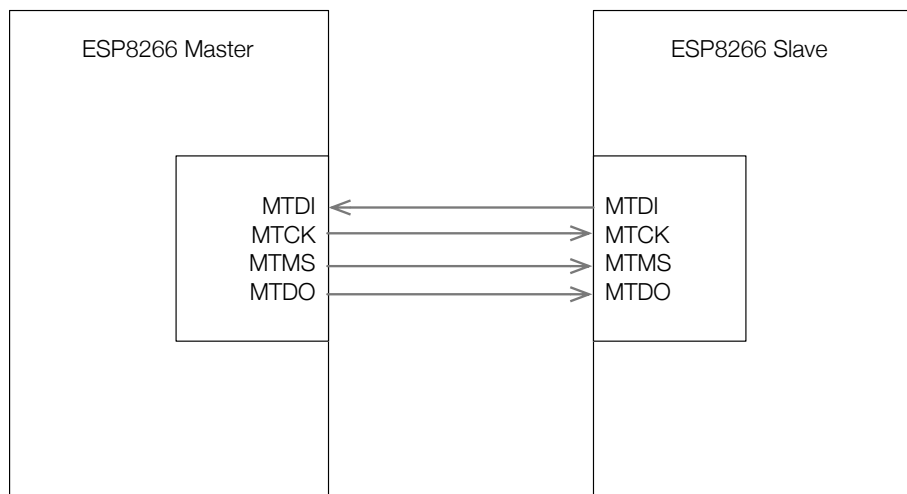 ESP8266 Master
ESP8266 Slave
MTDI
MTCK
MTMS
MTDO
MTDI
MTCK
MTMS
MTDO